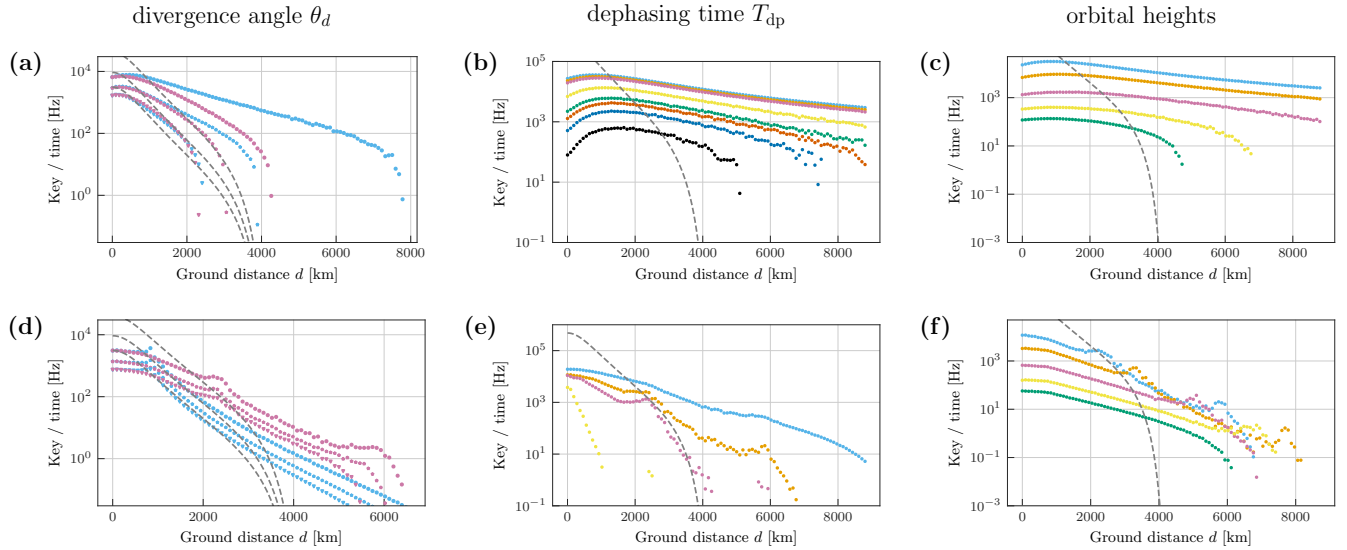 divergence angle θ_d
dephasing time T_dp
orbital heights
(a)
Key / time [Hz]
10^4
10^2
10^0
0 2000 4000 6000 8000
Ground distance d [km]
(b)
Key / time [Hz]
10^5
10^3
10^1
10^−1
0 2000 4000 6000 8000
Ground distance d [km]
(c)
Key / time [Hz]
10^3
10^1
10^−1
10^−3
0 2000 4000 6000 8000
Ground distance d [km]
(d)
Key / time [Hz]
10^4
10^2
10^0
0 2000 4000 6000
Ground distance d [km]
(e)
Key / time [Hz]
10^5
10^3
10^1
10^−1
0 2000 4000 6000 8000
Ground distance d [km]
(f)
Key / time [Hz]
10^3
10^1
10^−1
10^−3
0 2000 4000 6000 8000
Ground distance d [km]